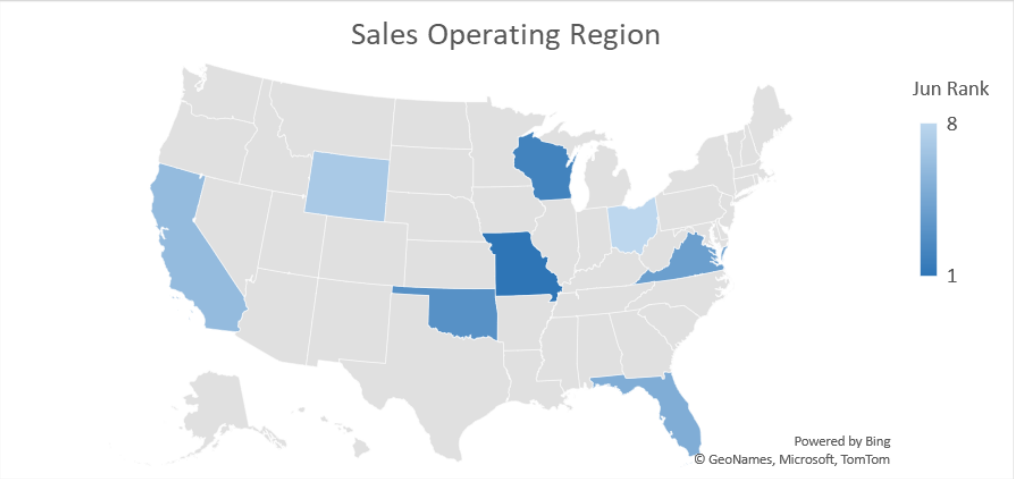 Sales Operating Region
Jun Rank
8
1
Powered by Bing
© GeoNames, Microsoft, TomTom